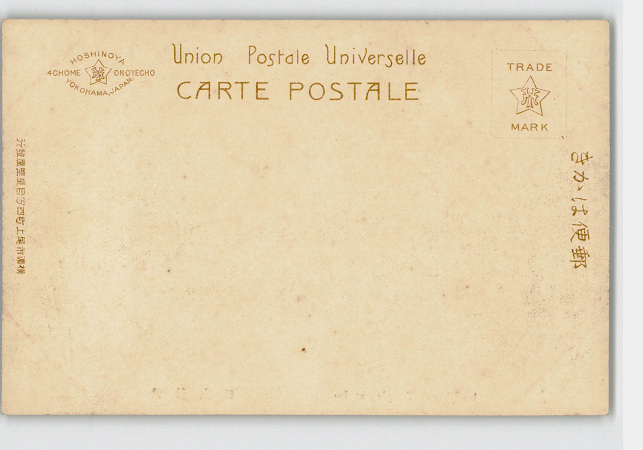 HOSHINOYA
4CHOME ONOYECHO
YOKOHAMA, JAPAN.
Union Postale Universelle
CARTE POSTALE
TRADE
MARK
きかは便郵